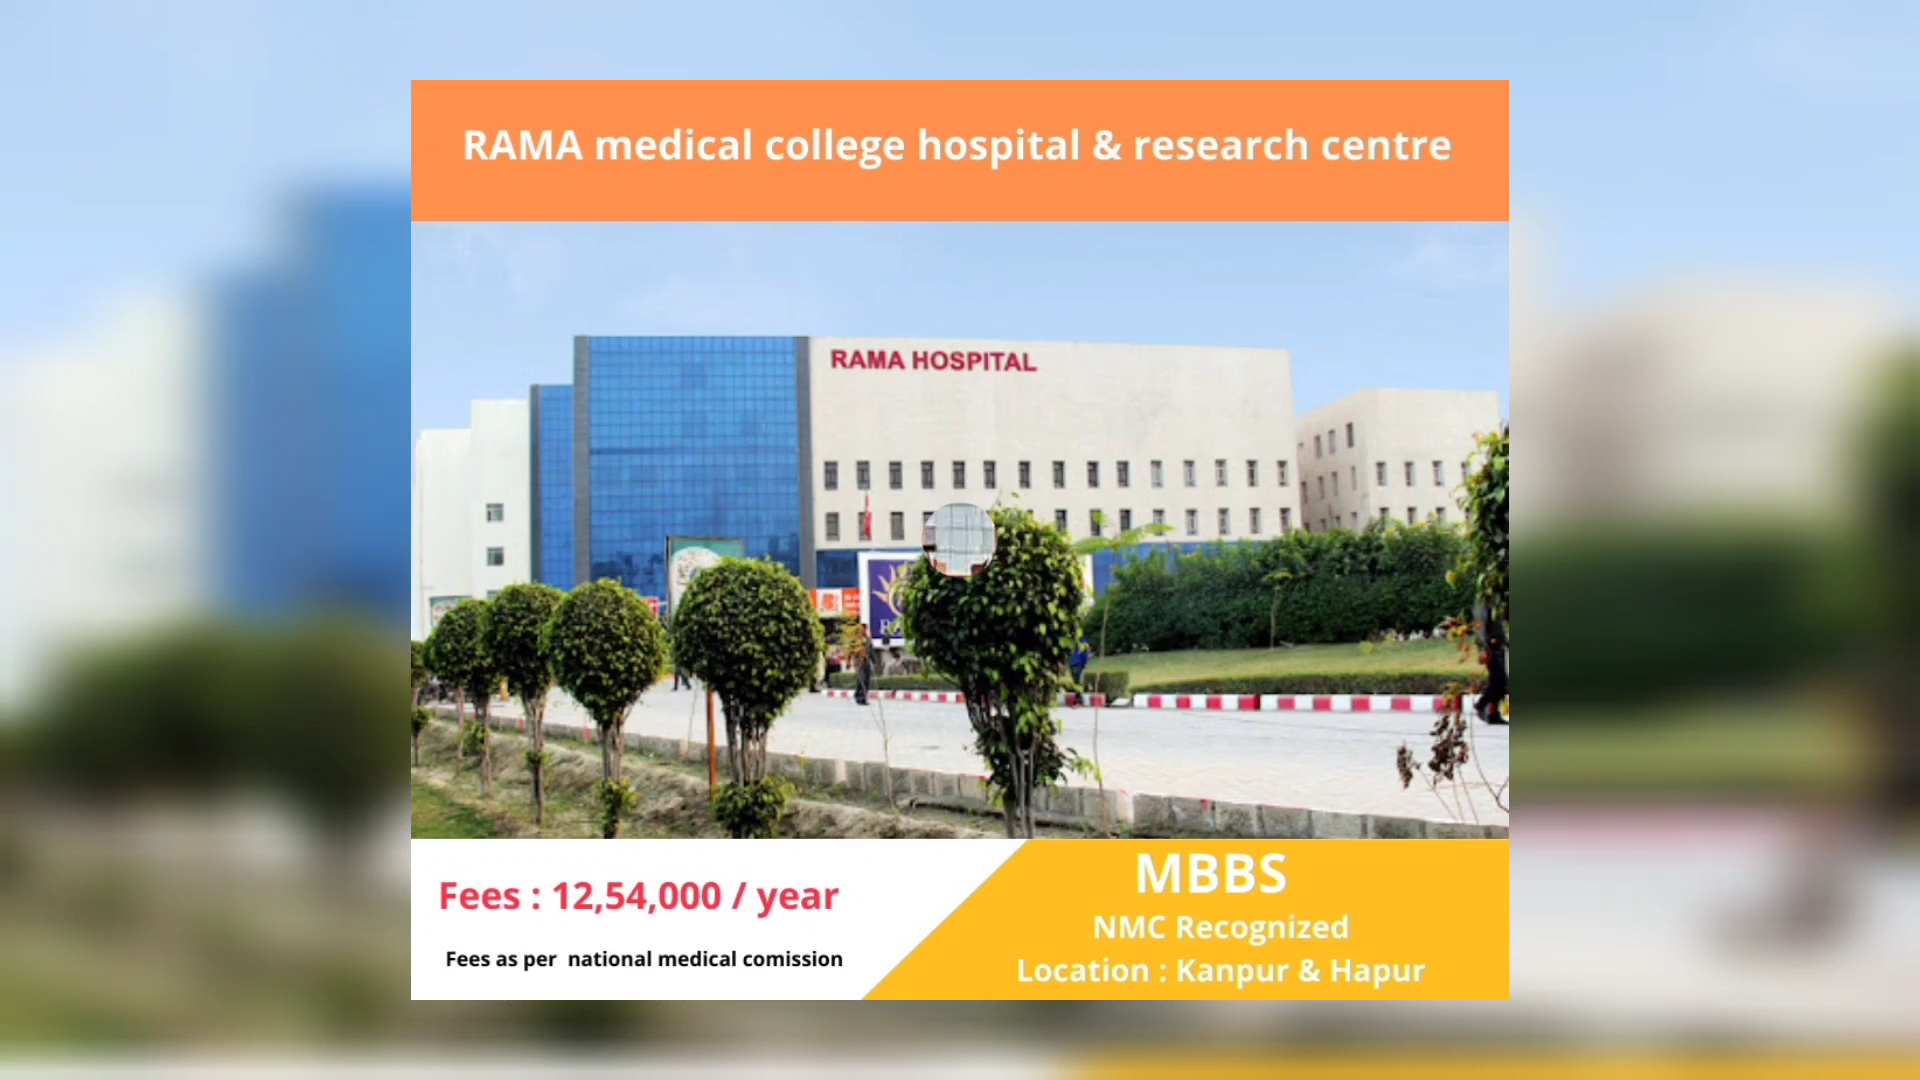 RAMA medical college hospital & research centre
RAMA HOSPITAL
Fees : 12,54,000 / year
Fees as per national medical comission
MBBS
NMC Recognized
Location : Kanpur & Hapur